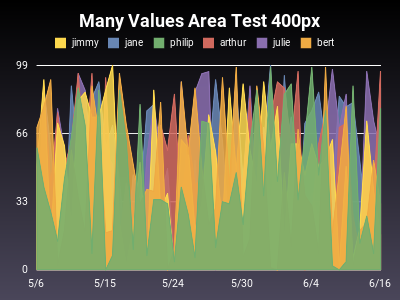 Many Values Area Test 400px
jimmy jane philip arthur julie bert
99
66
33
0
5/6 5/15 5/24 5/30 6/4 6/16